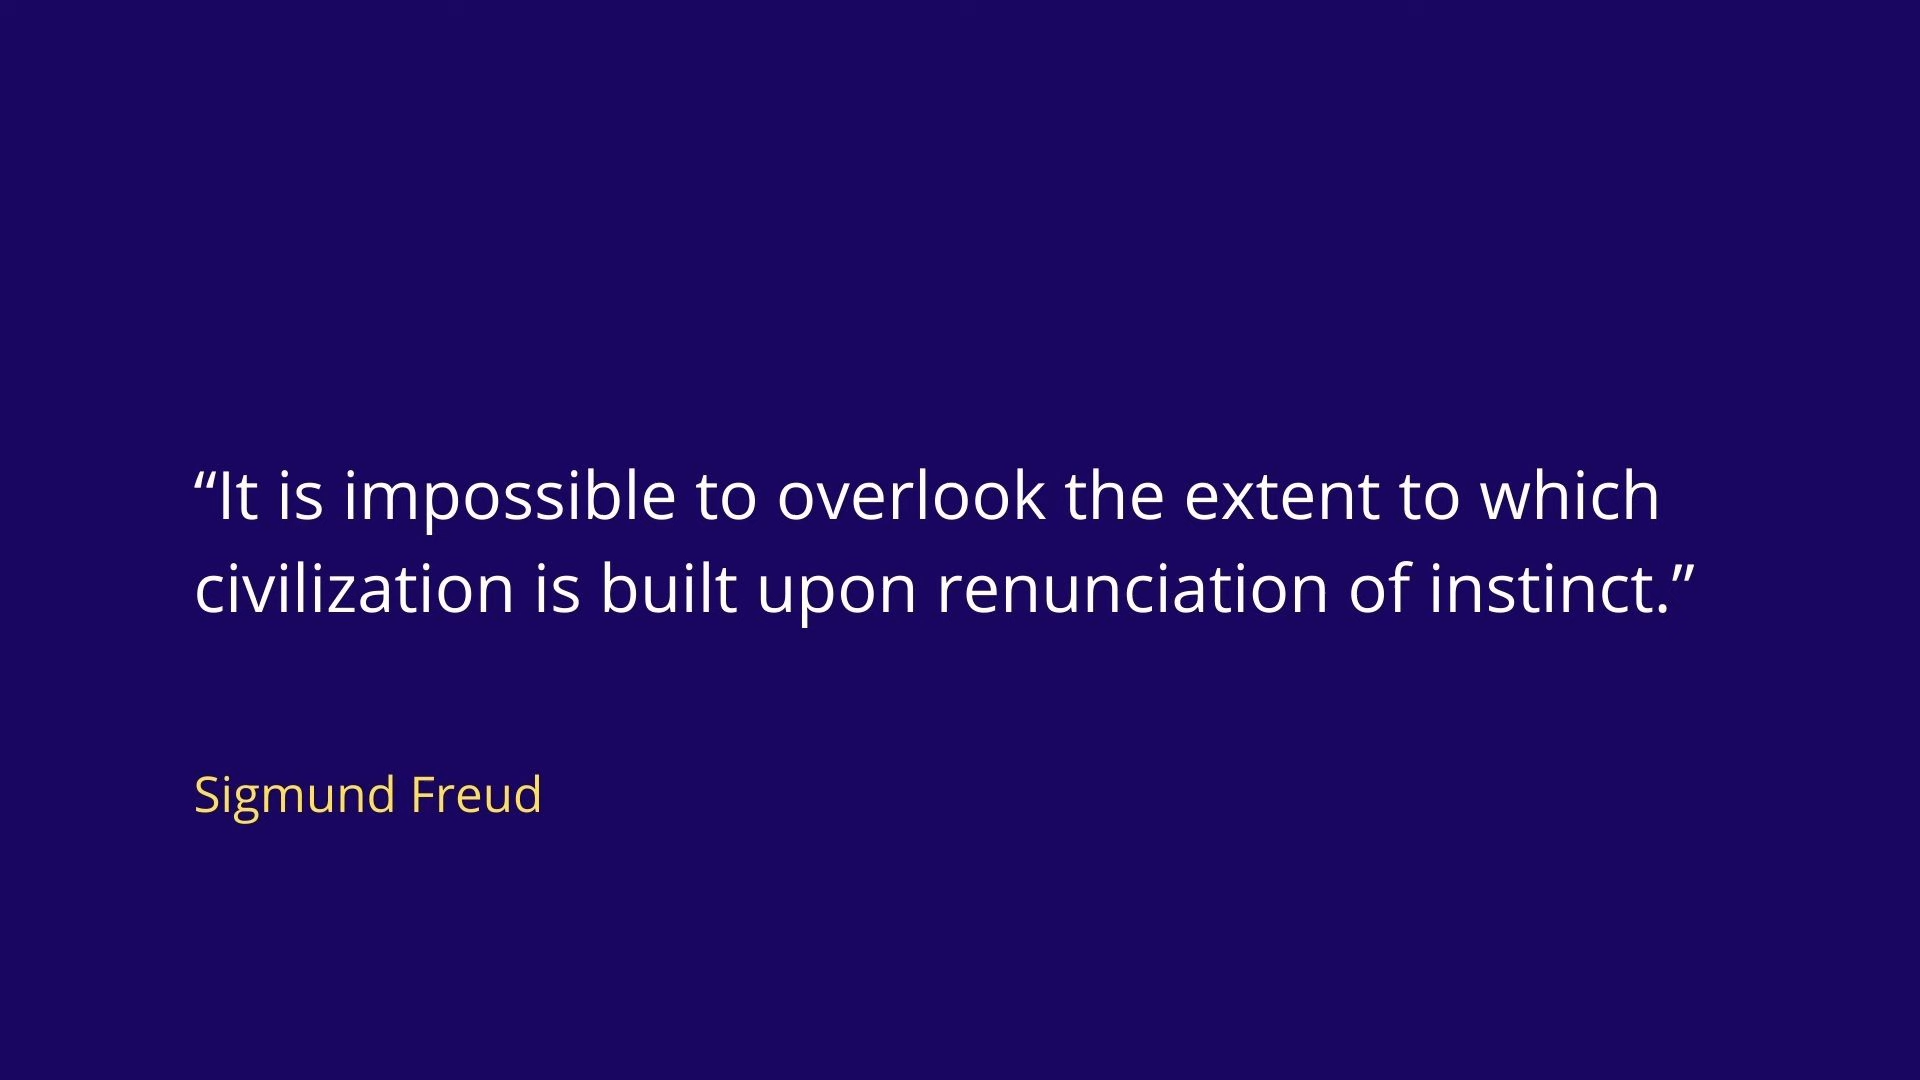 “It is impossible to overlook the extent to which
civilization is built upon renunciation of instinct.”
Sigmund Freud